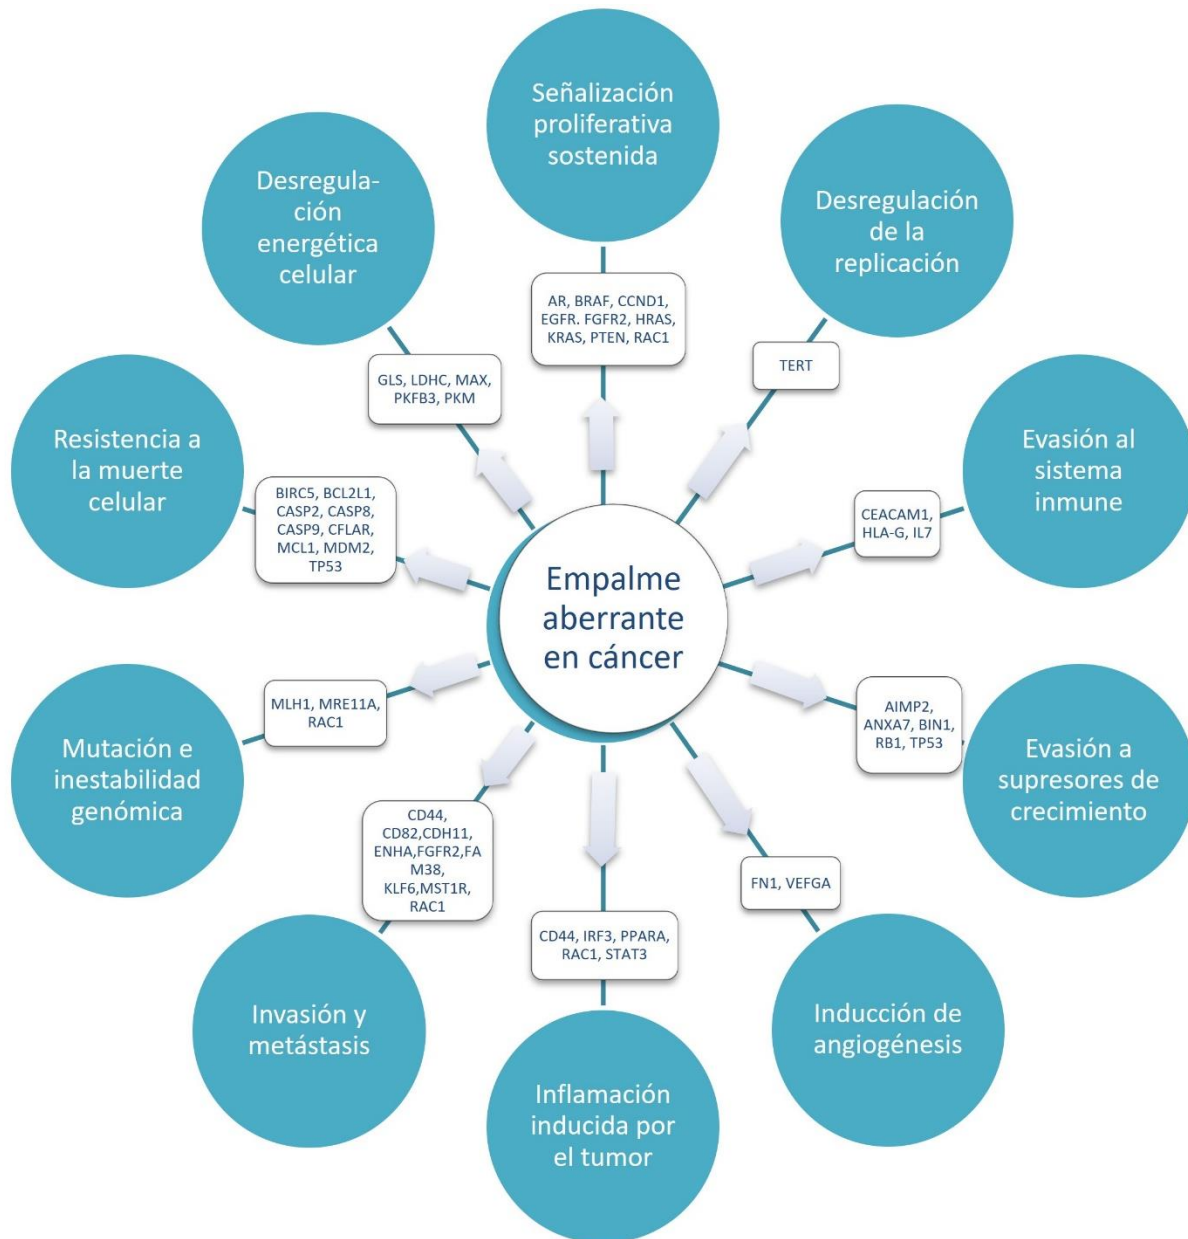 Señalización
proliferativa
sostenida
AR, BRAF, CCND1,
EGFR. FGFR2, HRAS,
KRAS, PTEN, RAC1
Desregulación
de la
replicación
TERT
Evasión al
sistema
inmune
CEACAM1,
HLA-G, IL7
Evasión a
supresores de
crecimiento
AIMP2,
ANXA7, BIN1,
RB1, TP53
Inducción de
angiogénesis
FN1, VEFGA
Inflamación
inducida por
el tumor
CD44, IRF3, PPARA,
RAC1, STAT3
Invasión y
metástasis
CD44,
CD82,CDH11,
ENHA,FGFR2,FA
M38,
KLF6,MST1R,
RAC1
Mutación e
inestabilidad
genómica
MLH1, MRE11A,
RAC1
Resistencia a
la muerte
celular
BIRC5, BCL2L1,
CASP2, CASP8,
CASP9, CFLAR,
MCL1, MDM2,
TP53
Desregula-
ción
energética
celular
GLS, LDHC, MAX,
PKFB3, PKM
Empalme
aberrante
en cáncer